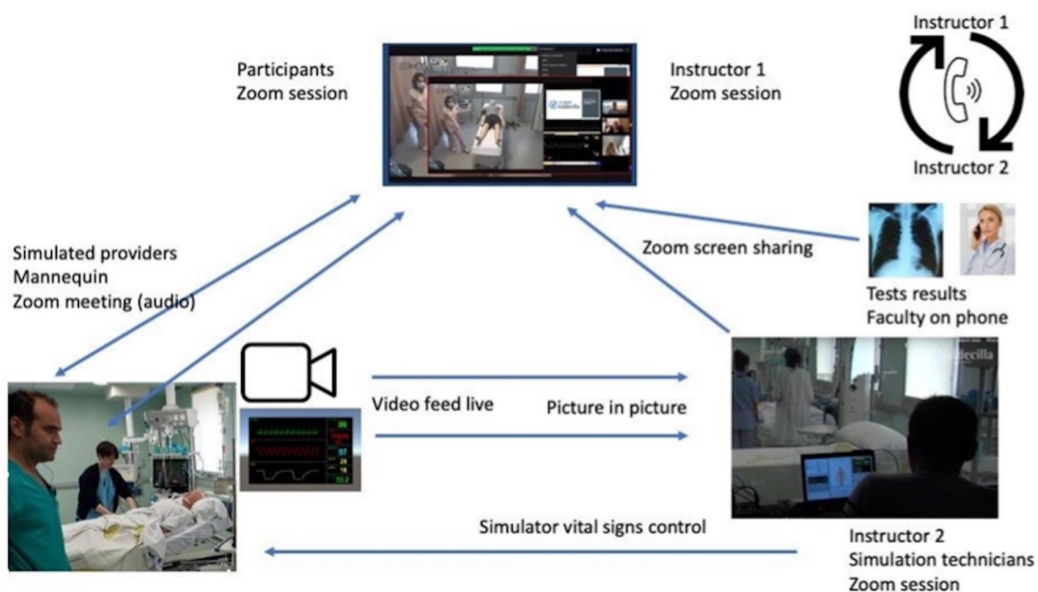 Participants
Zoom session
Instructor 1
Zoom session
Instructor 1
Instructor 2
Simulated providers
Mannequin
Zoom meeting (audio)
Zoom screen sharing
Tests results
Faculty on phone
Video feed live
Picture in picture
Simulator vital signs control
Instructor 2
Simulation technicians
Zoom session